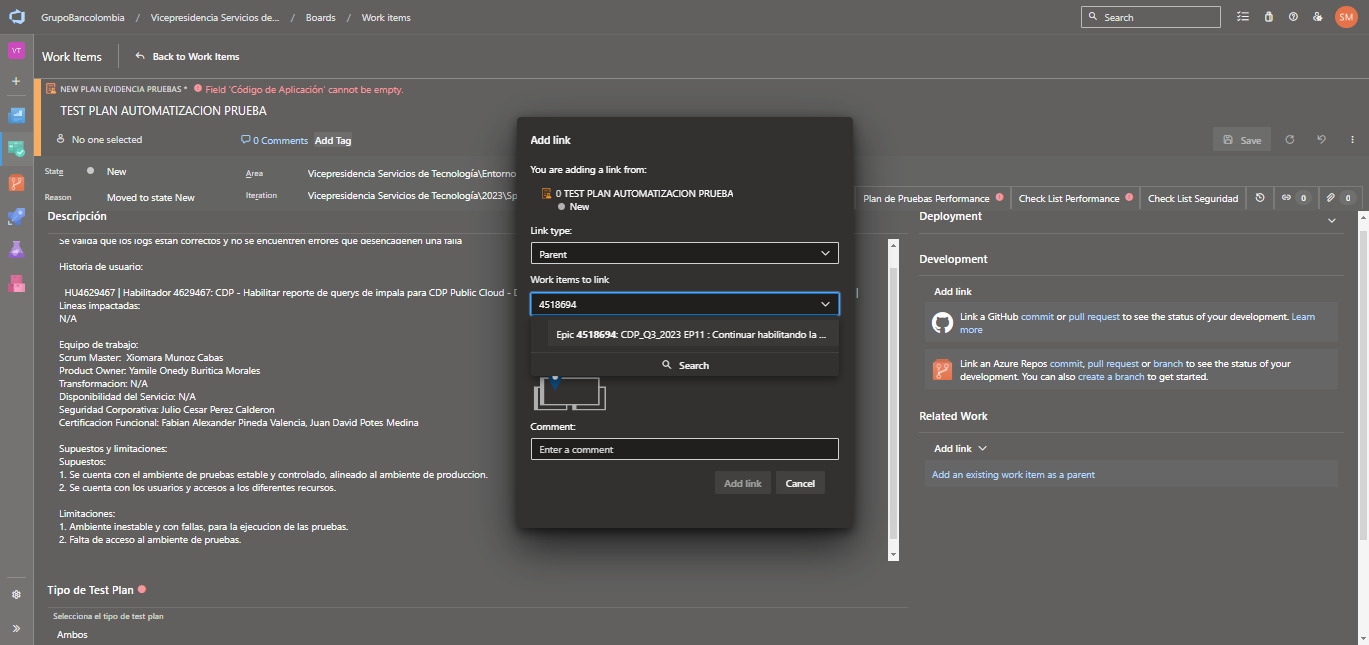 GrupoBancolombia / Vicepresidencia Servicios de... / Boards / Work items
Search
SM
VT
Work Items
Back to Work Items
NEW PLAN EVIDENCIA PRUEBAS * Field 'Código de Aplicación' cannot be empty.
TEST PLAN AUTOMATIZACION PRUEBA
No one selected
0 Comments
Add Tag
Save
State
New
Area
Vicepresidencia Servicios de Tecnología\Entorno
Reason
Moved to state New
Iteration
Vicepresidencia Servicios de Tecnología\2023\Sp
Plan de Pruebas Performance
Check List Performance
Check List Seguridad
0
0
Descripción
Se valida que los logs estan correctos y no se encuentren errores que desencadenen una falla
Historia de usuario:
HU4629467 | Habilitador 4629467: CDP - Habilitar reporte de querys de impala para CDP Public Cloud - D
Lineas impactadas:
N/A
Equipo de trabajo:
Scrum Master: Xiomara Munoz Cabas
Product Owner: Yamile Onedy Buritica Morales
Transformacion: N/A
Disponibilidad del Servicio: N/A
Seguridad Corporativa: Julio Cesar Perez Calderon
Certificacion Funcional: Fabian Alexander Pineda Valencia, Juan David Potes Medina
Supuestos y limitaciones:
Supuestos:
1. Se cuenta con el ambiente de pruebas estable y controlado, alineado al ambiente de produccion.
2. Se cuenta con los usuarios y accesos a los diferentes recursos.
Limitaciones:
1. Ambiente inestable y con fallas, para la ejecucion de las pruebas.
2. Falta de acceso al ambiente de pruebas.
Tipo de Test Plan
Selecciona el tipo de test plan
Ambos
Add link
You are adding a link from:
0 TEST PLAN AUTOMATIZACION PRUEBA
New
Link type:
Parent
Work items to link
4518694
Epic 4518694: CDP_Q3_2023 EP11 : Continuar habilitando la ...
Search
Comment:
Enter a comment
Add link
Cancel
Deployment
Development
Add link
Link a GitHub commit or pull request to see the status of your development. Learn
more
Link an Azure Repos commit, pull request or branch to see the status of your
development. You can also create a branch to get started.
Related Work
Add link
Add an existing work item as a parent